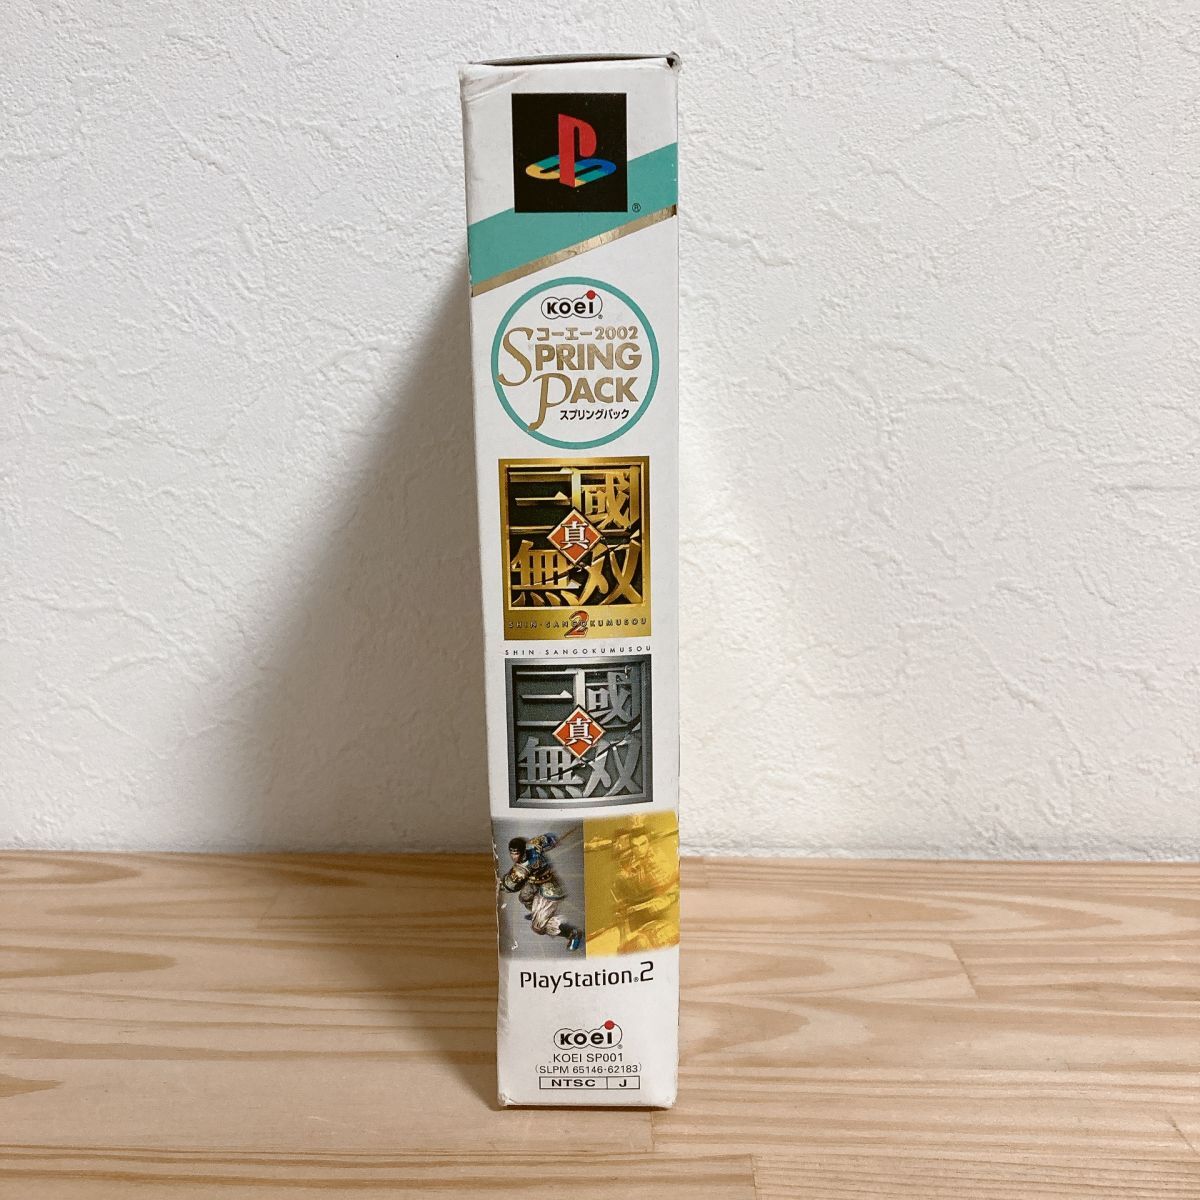 ®
KOEI®
コーエー2002
SPRING
PACK
スプリングパック
三國
真
無双
2
SHIN・SANGOKUMUSOU
SHIN・SANGOKUMUSOU
三國
真
無双
PlayStation®2
KOEI®
KOEI SP001
(SLPM 65146・62183)
NTSC J